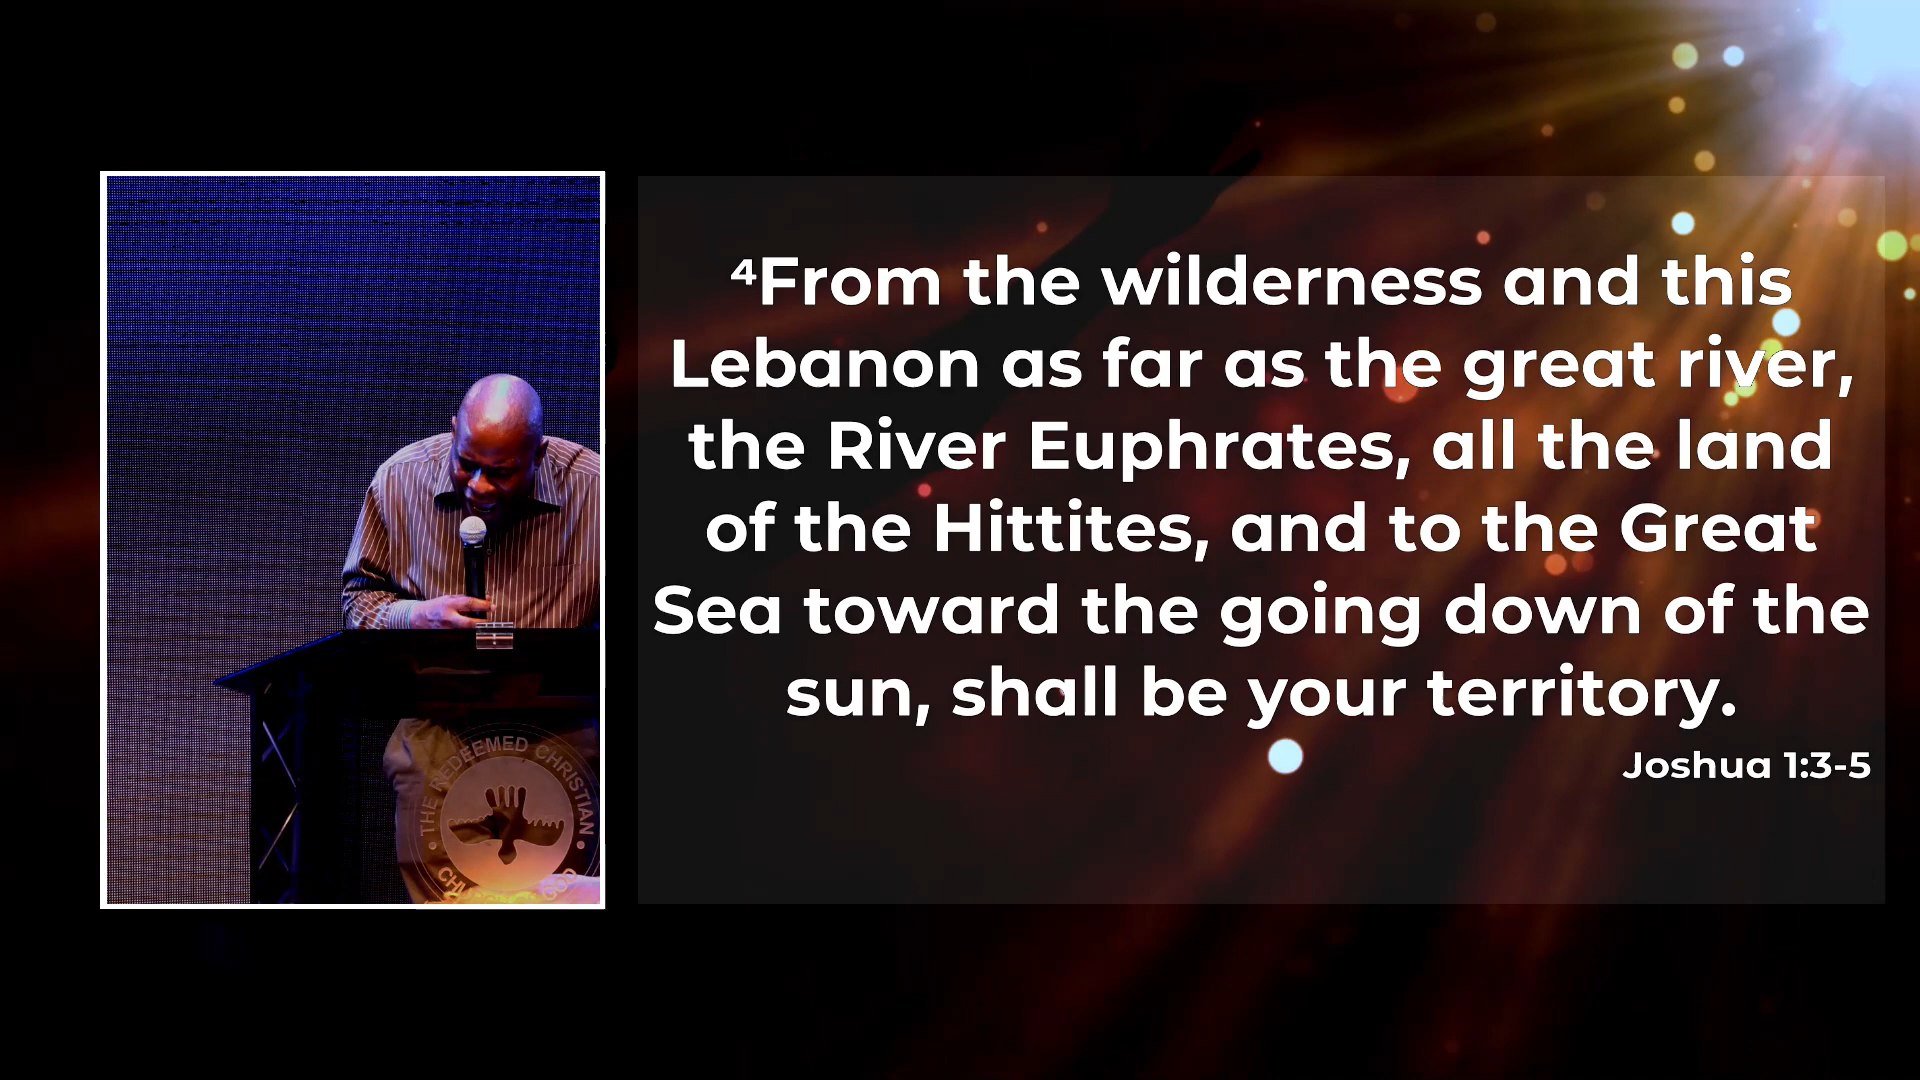 ⁴From the wilderness and this
Lebanon as far as the great river,
the River Euphrates, all the land
of the Hittites, and to the Great
Sea toward the going down of the
sun, shall be your territory.
Joshua 1:3-5
THE REDEEMED CHRISTIAN
GOD